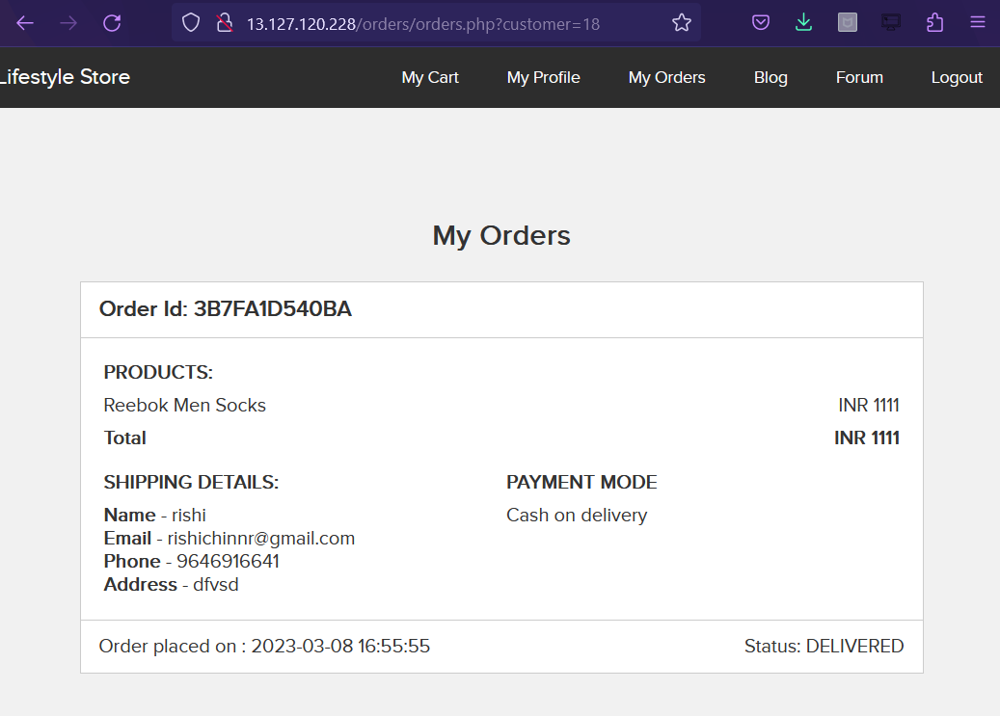 13.127.120.228/orders/orders.php?customer=18
Lifestyle Store My Cart My Profile My Orders Blog Forum Logout
My Orders
Order Id: 3B7FA1D540BA
PRODUCTS:
Reebok Men Socks INR 1111
Total INR 1111
SHIPPING DETAILS: PAYMENT MODE
Name - rishi Cash on delivery
Email - rishichinnr@gmail.com
Phone - 9646916641
Address - dfvsd
Order placed on : 2023-03-08 16:55:55 Status: DELIVERED